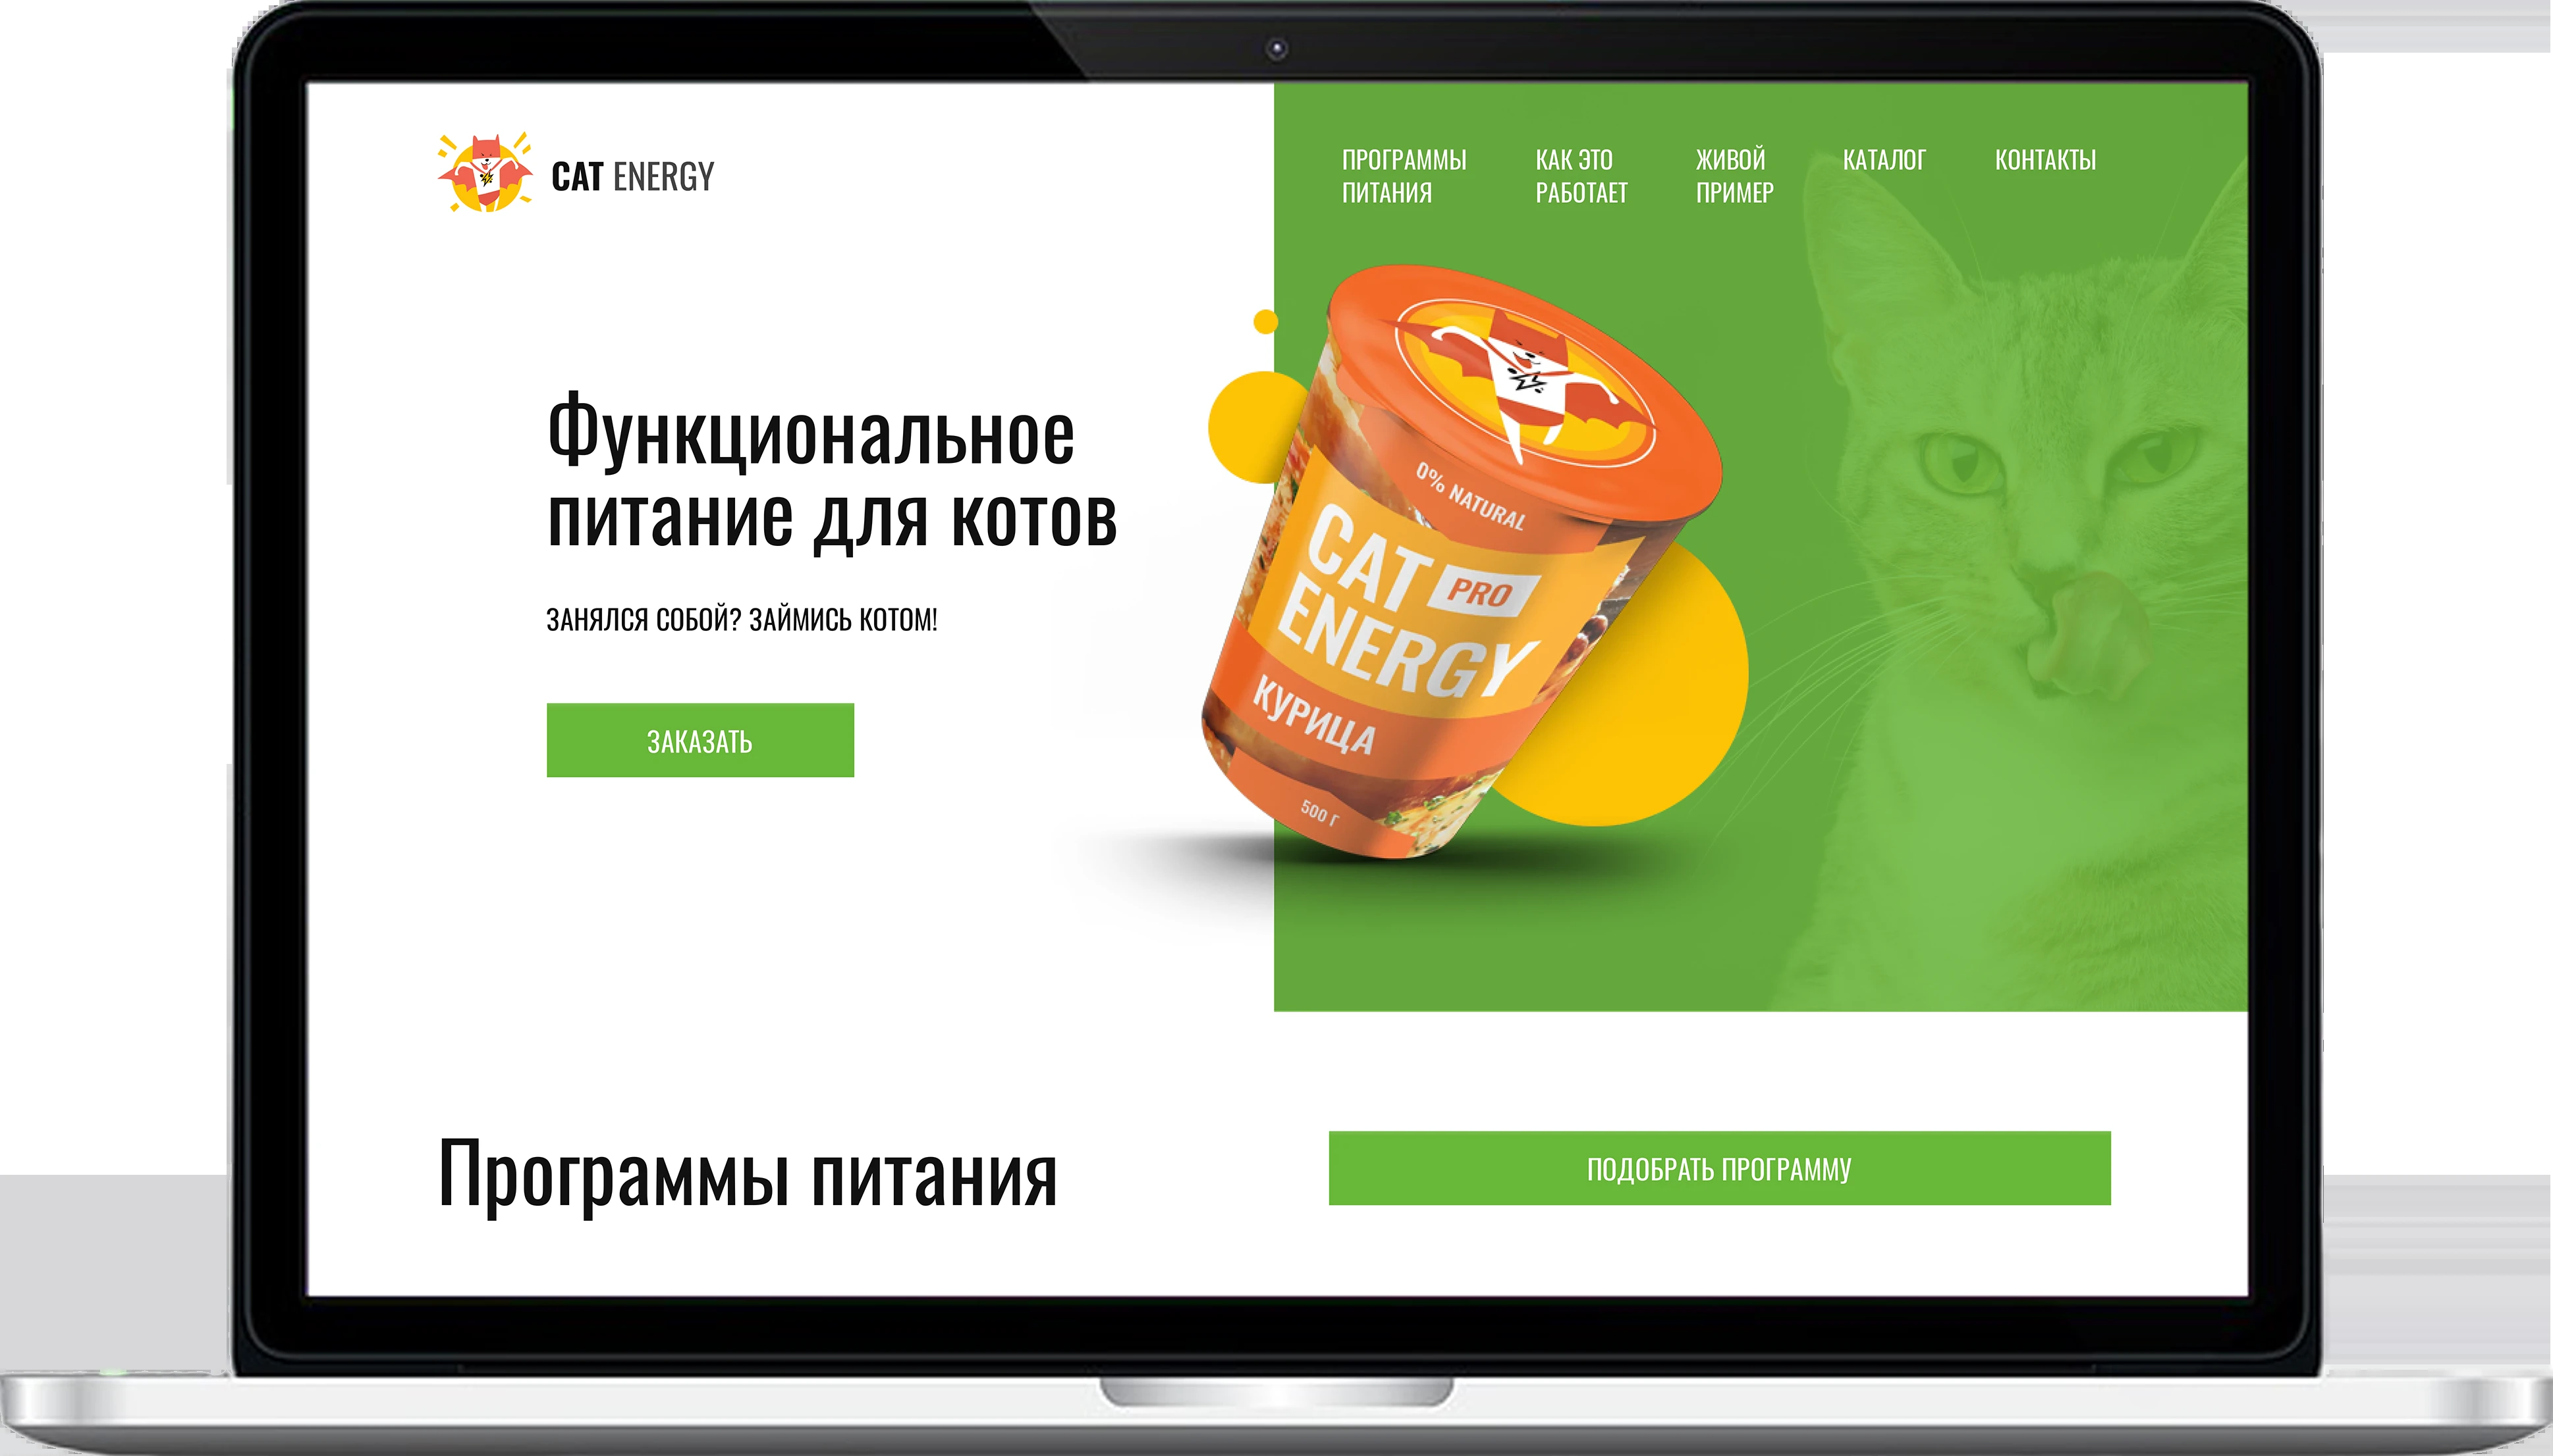 CAT ENERGY
ПРОГРАММЫ
ПИТАНИЯ
КАК ЭТО
РАБОТАЕТ
ЖИВОЙ
ПРИМЕР
КАТАЛОГ
КОНТАКТЫ
Функциональное
питание для котов
ЗАНЯЛСЯ СОБОЙ? ЗАЙМИСЬ КОТОМ!
ЗАКАЗАТЬ
0% NATURAL
CAT PRO
ENERGY
КУРИЦА
500 Г
Программы питания
ПОДОБРАТЬ ПРОГРАММУ